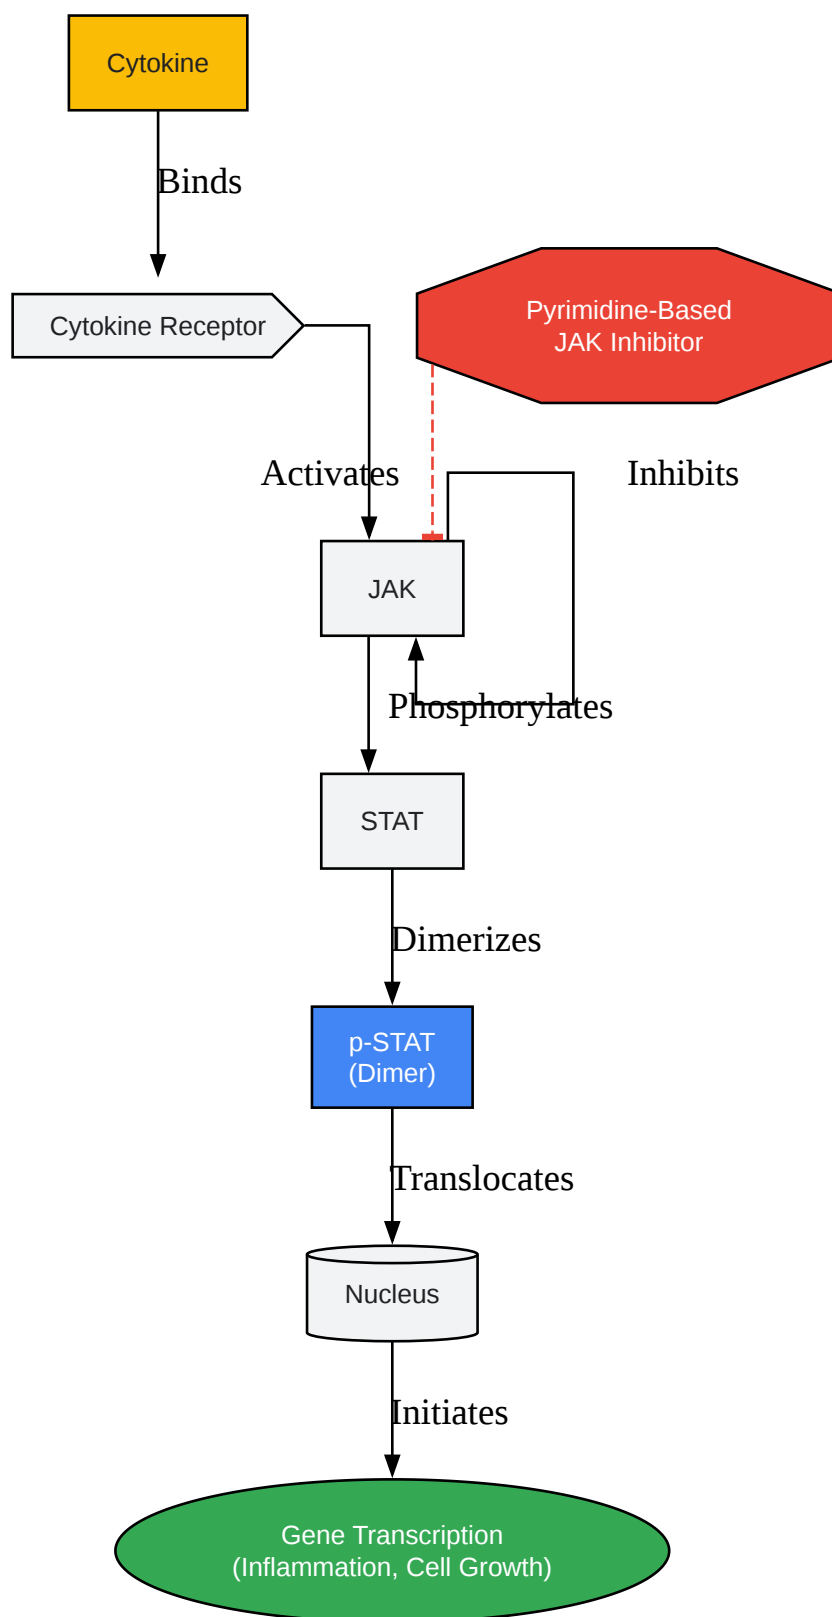 Cytokine
Binds
Cytokine Receptor
Pyrimidine-Based
JAK Inhibitor
Activates
Inhibits
JAK
Phosphorylates
STAT
Dimerizes
p-STAT
(Dimer)
Translocates
Nucleus
Initiates
Gene Transcription
(Inflammation, Cell Growth)